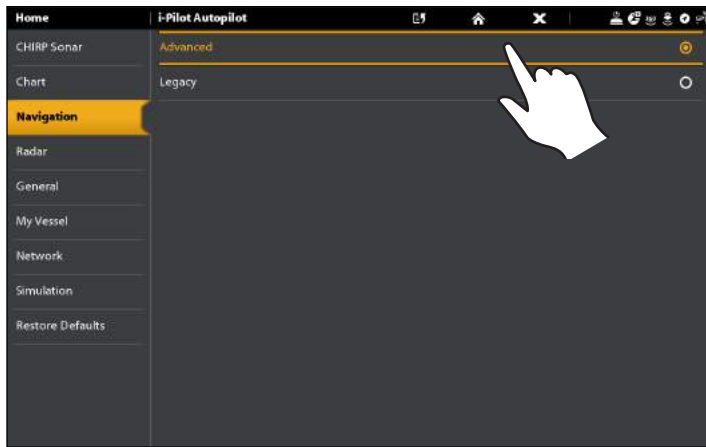 Home
i-Pilot Autopilot
CHIRP Sonar
Advanced
Chart
Legacy
Navigation
Radar
General
My Vessel
Network
Simulation
Restore Defaults